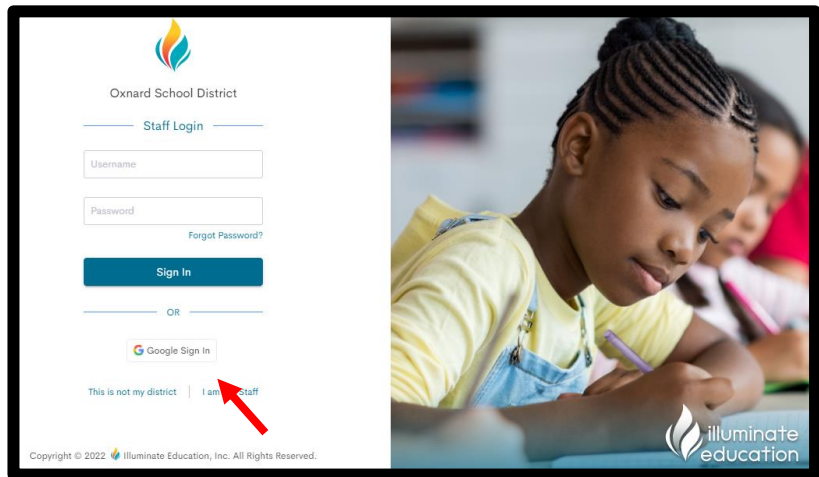 Oxnard School District
Staff Login
Username
Password
Forgot Password?
Sign In
OR
Google Sign In
This is not my district
I am Staff
Copyright © 2022 Illuminate Education, Inc. All Rights Reserved.
illuminate
education